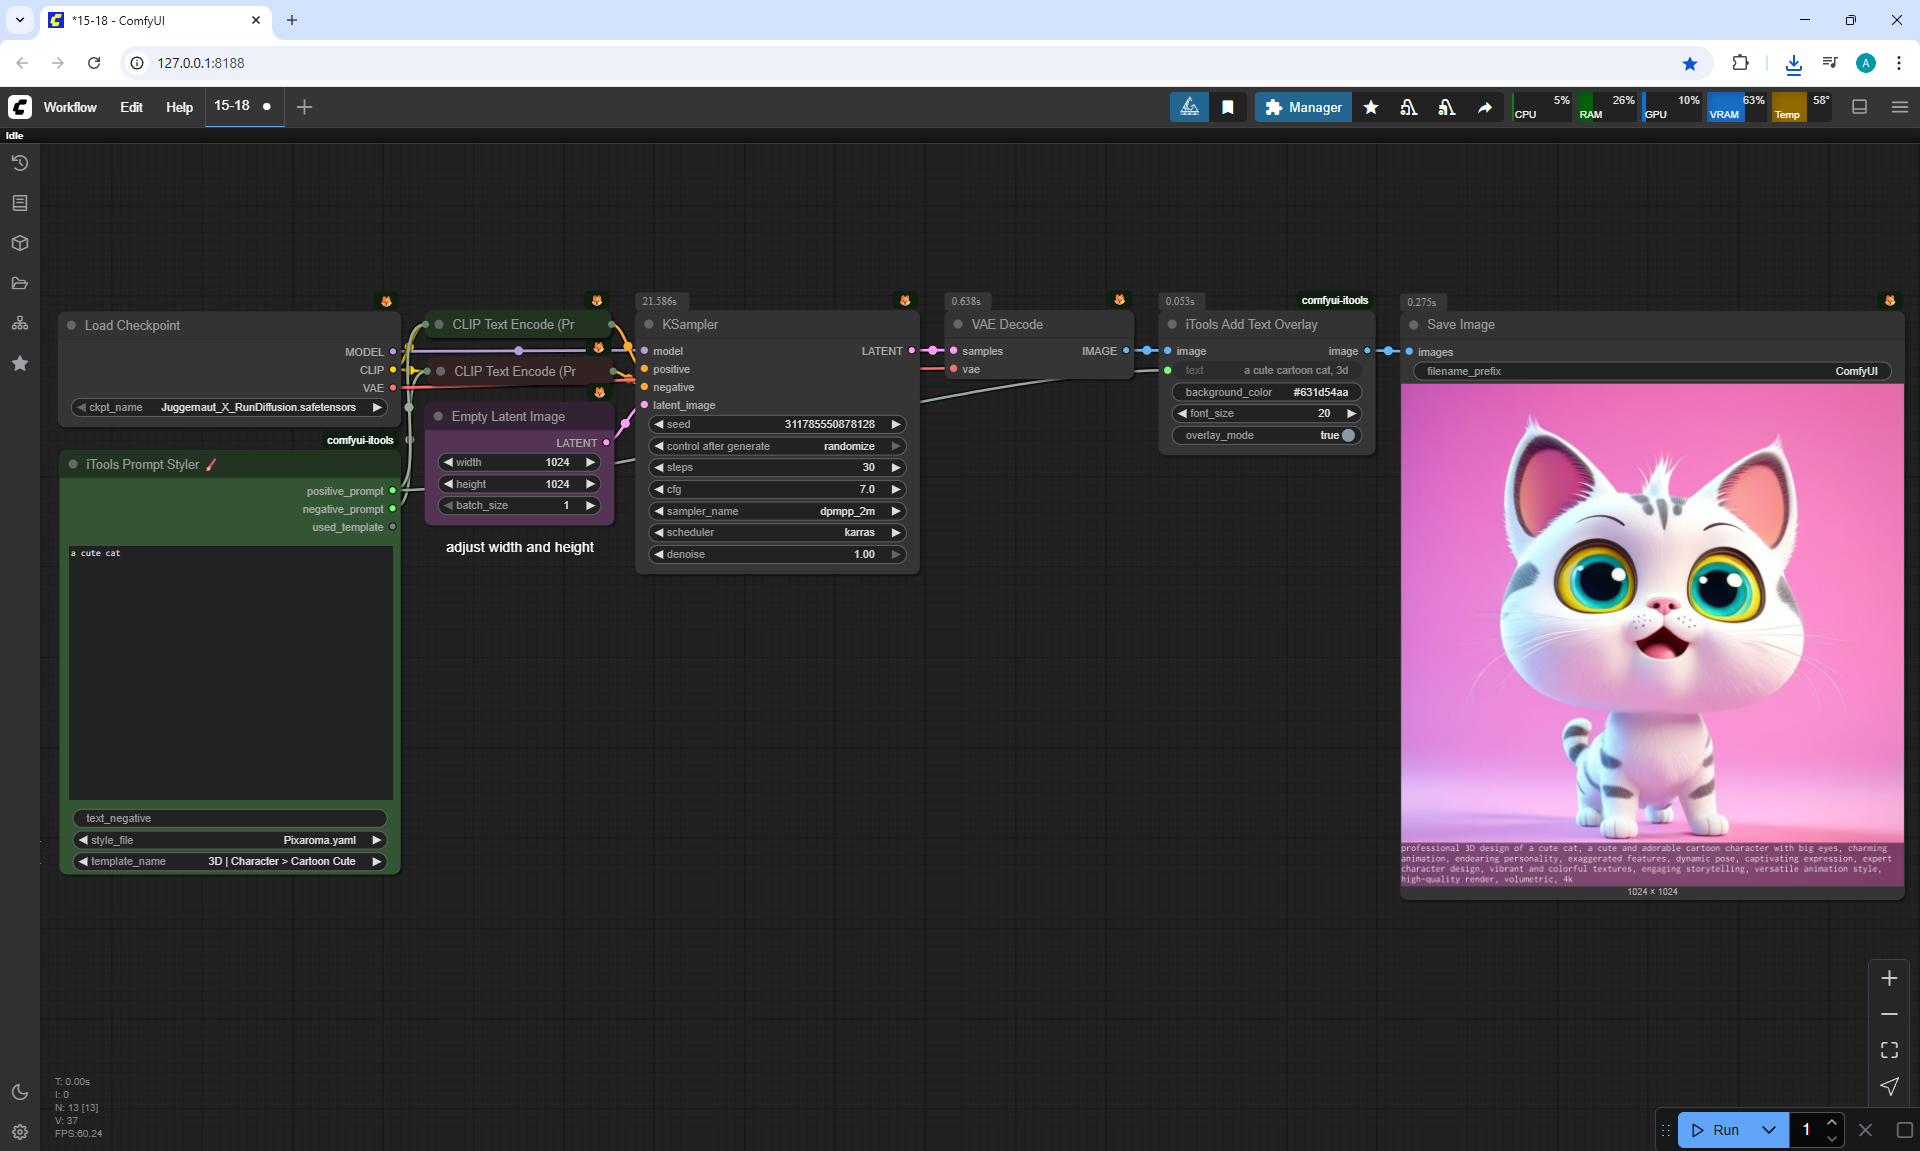 *15-18 - ComfyUI
127.0.0.1:8188
A
Workflow Edit Help 15-18
Manager
CPU 5% RAM 26% GPU 10% VRAM 63% Temp 58°
Idle
Load Checkpoint
MODEL
CLIP
VAE
ckpt_name Juggernaut_X_RunDiffusion.safetensors
comfyui-itools
iTools Prompt Styler
positive_prompt
negative_prompt
used_template
a cute cat
text_negative
style_file Pixaroma.yaml
template_name 3D | Character > Cartoon Cute
CLIP Text Encode (Pr
CLIP Text Encode (Pr
Empty Latent Image
LATENT
width 1024
height 1024
batch_size 1
adjust width and height
21.586s
KSampler
model LATENT
positive
negative
latent_image
seed 311785550878128
control after generate randomize
steps 30
cfg 7.0
sampler_name dpmpp_2m
scheduler karras
denoise 1.00
0.638s
VAE Decode
samples IMAGE
vae
0.053s
comfyui-itools
iTools Add Text Overlay
image image
text a cute cartoon cat, 3d
background_color #631d54aa
font_size 20
overlay_mode true
0.275s
Save Image
images
filename_prefix ComfyUI
professional 3D design of a cute cat, a cute and adorable cartoon character with big eyes, charming
animation, endearing personality, exaggerated features, dynamic pose, captivating expression, expert
character design, vibrant and colorful textures, engaging storytelling, versatile animation style,
high-quality render, volumetric, 4k
1024 × 1024
T: 0.00s
I: 0
N: 13 [13]
V: 37
FPS:60.24
Run 1